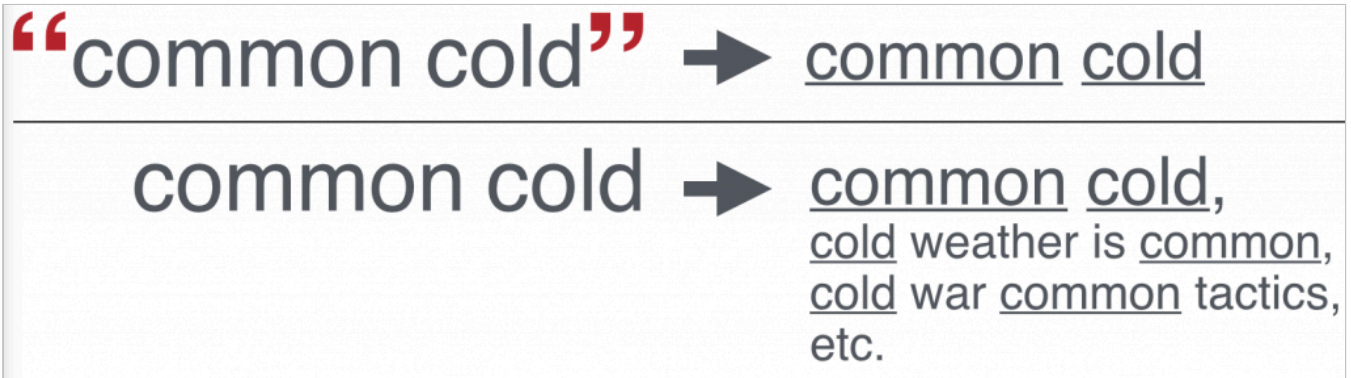 “common cold” → common cold
common cold → common cold,
cold weather is common,
cold war common tactics,
etc.